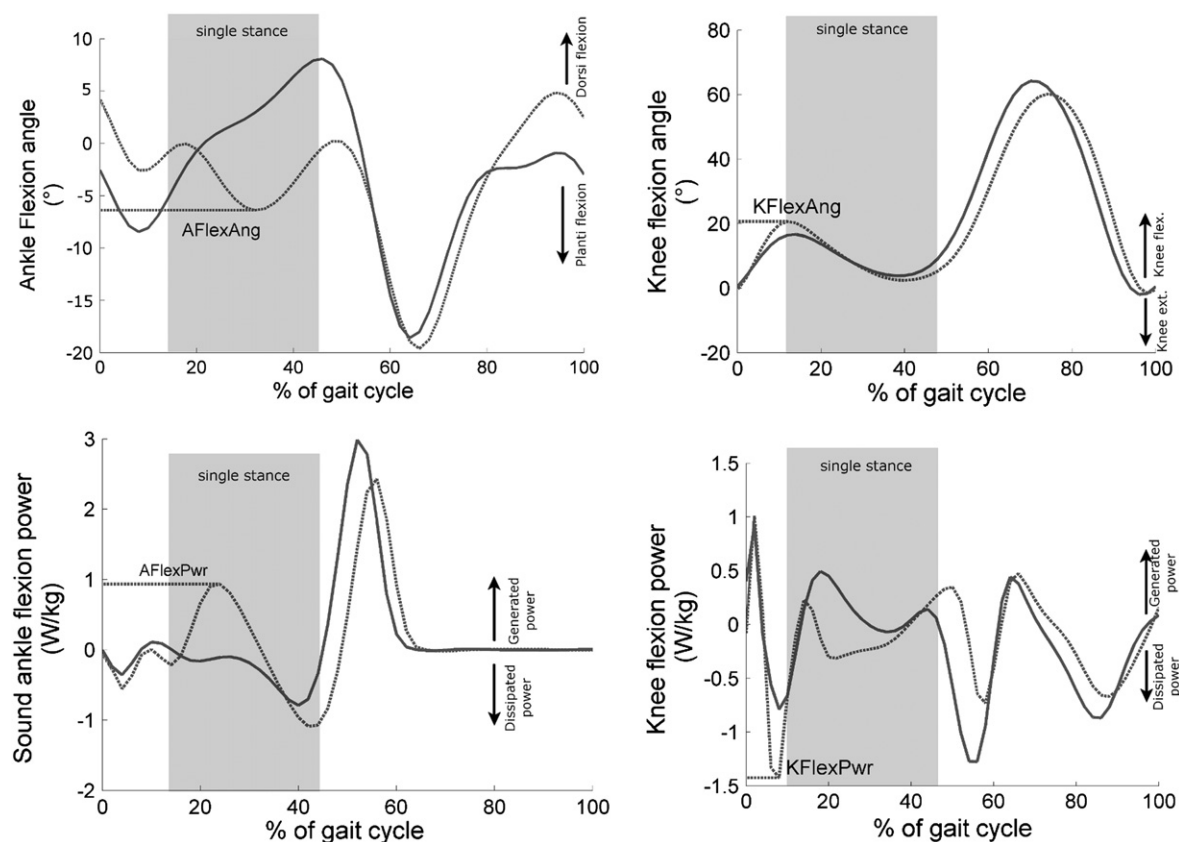 single stance
10
5
0
-5
-10
-15
-20
Ankle Flexion angle
(°)
AFlexAng
Dorsi flexion
Planti flexion
0 20 40 60 80 100
% of gait cycle
single stance
80
60
40
20
0
-20
Knee flexion angle
(°)
KFlexAng
Knee flex.
Knee ext.
0 20 40 60 80 100
% of gait cycle
single stance
3
2
1
0
-1
-2
Sound ankle flexion power
(W/kg)
AFlexPwr
Generated
power
Dissipated
power
0 20 40 60 80 100
% of gait cycle
single stance
1.5
1
0.5
0
-0.5
-1
-1.5
Knee flexion power
(W/kg)
KFlexPwr
Generated
power
Dissipated
power
0 20 40 60 80 100
% of gait cycle